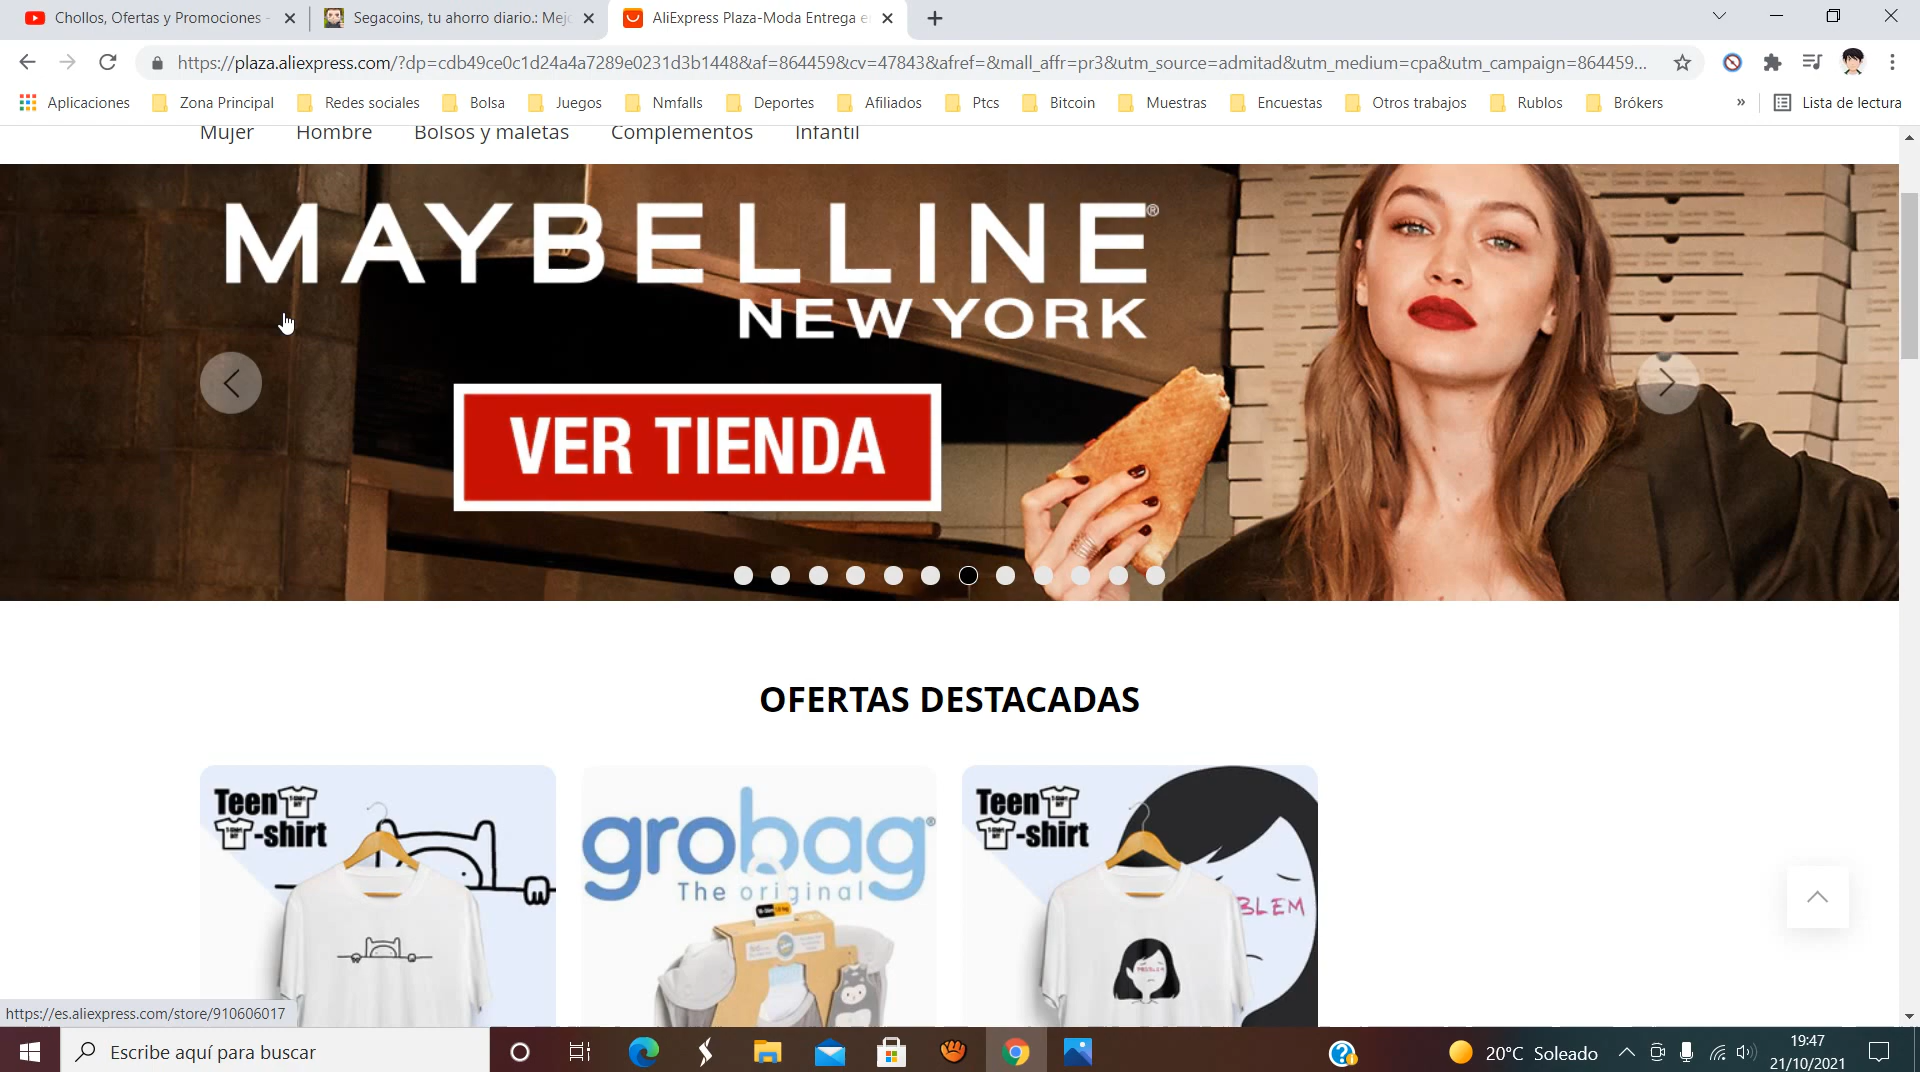 Chollos, Ofertas y Promociones -
Segacoins, tu ahorro diario.: Mejo
AliExpress Plaza-Moda Entrega e
https://plaza.aliexpress.com/?dp=cdb49ce0c1d24a4a7289e0231d3b1448&af=864459&cv=47843&afref=&mall_affr=pr3&utm_source=admitad&utm_medium=cpa&utm_campaign=864459...
Aplicaciones
Zona Principal
Redes sociales
Bolsa
Juegos
Nmfalls
Deportes
Afiliados
Ptcs
Bitcoin
Muestras
Encuestas
Otros trabajos
Rublos
Brókers
»
Lista de lectura
Mujer
Hombre
Bolsos y maletas
Complementos
Infantil
MAYBELLINE®
NEW YORK
VER TIENDA
OFERTAS DESTACADAS
Teen
T-shirt
grobag®
The original
Teen
T-shirt
BLEM
PROBLEM
https://es.aliexpress.com/store/910606017
Escribe aquí para buscar
20°C Soleado
19:47
21/10/2021